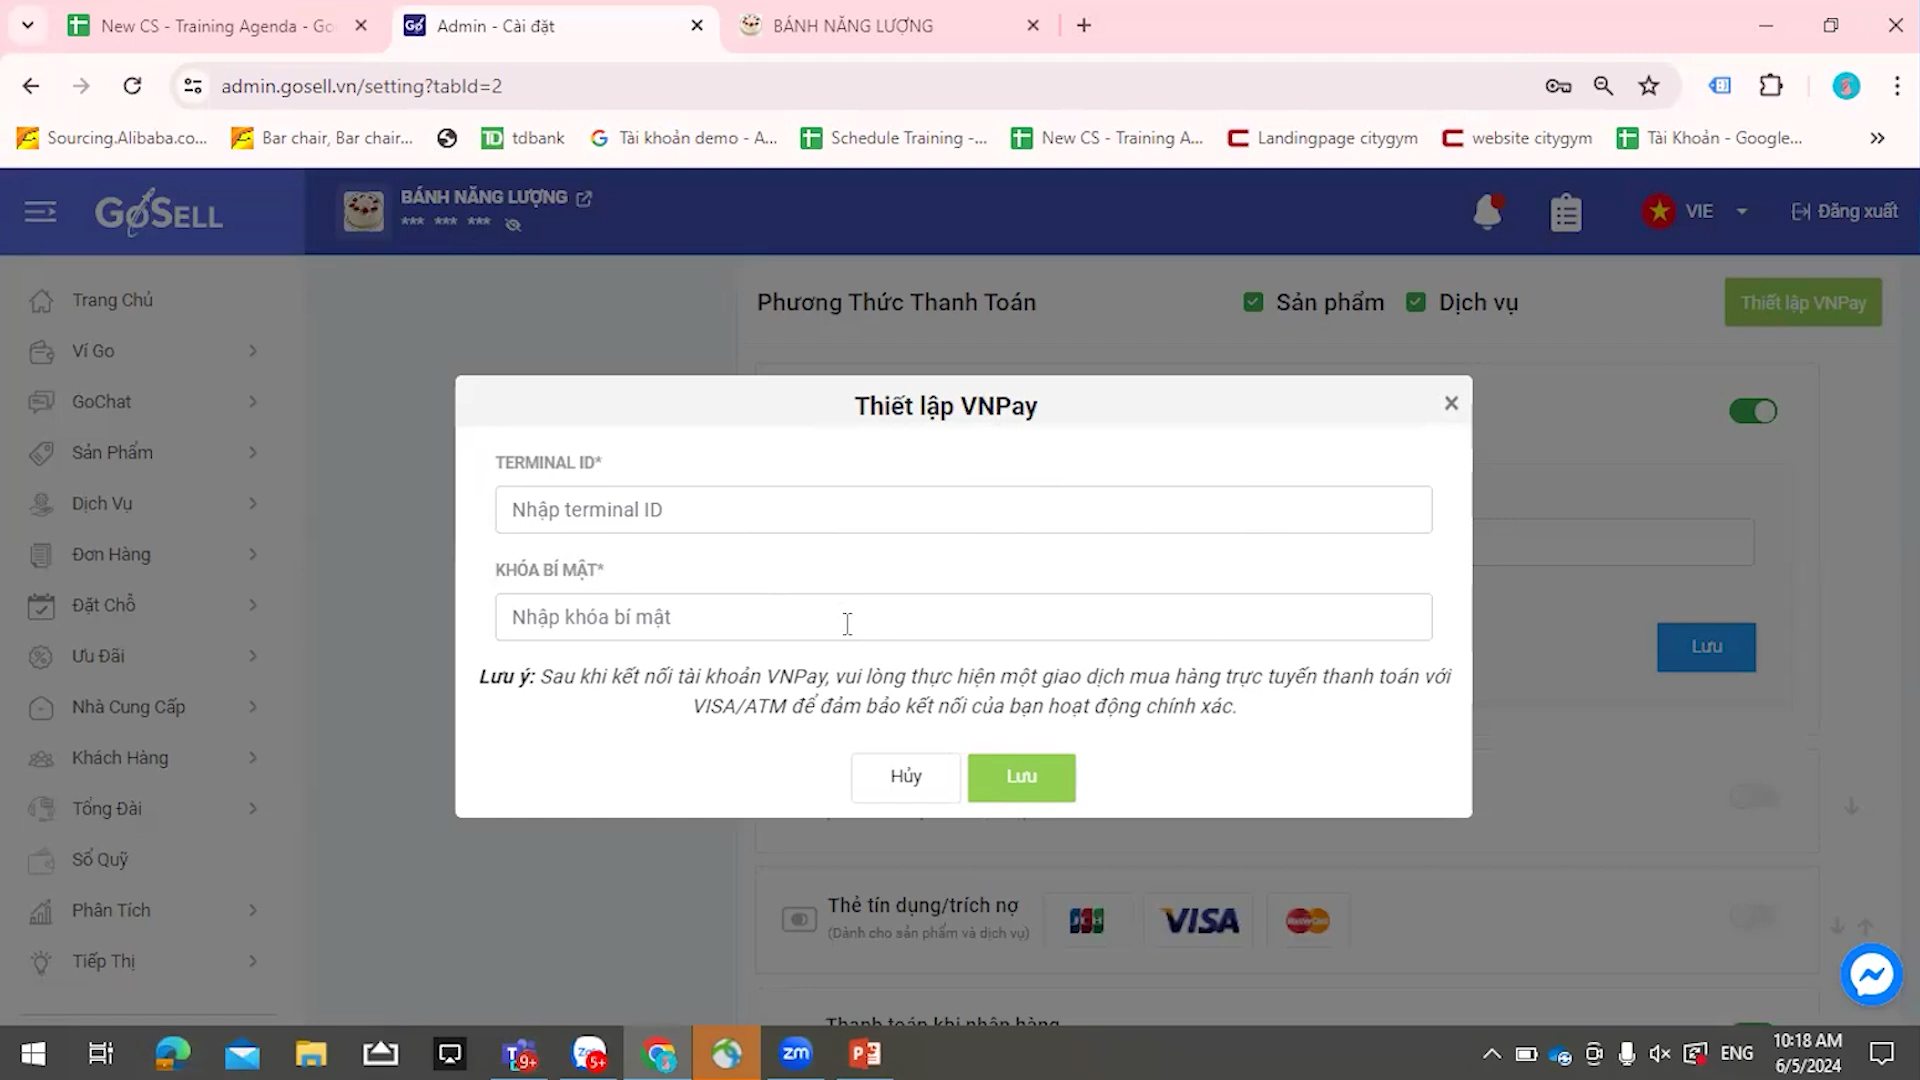 New CS - Training Agenda - Go
Admin - Cài đặt
BÁNH NĂNG LƯỢNG
admin.gosell.vn/setting?tabId=2
Sourcing.Alibaba.co...
Bar chair, Bar chair...
tdbank
Tài khoản demo - A...
Schedule Training -...
New CS - Training A...
Landingpage citygym
website citygym
Tài Khoản - Google...
GOSELL
BÁNH NĂNG LƯỢNG
*** *** ***
VIE
Đăng xuất
Trang Chủ
Ví Go
GoChat
Sản Phẩm
Dịch Vụ
Đơn Hàng
Đặt Chỗ
Ưu Đãi
Nhà Cung Cấp
Khách Hàng
Tổng Đài
Sổ Quỹ
Phân Tích
Tiếp Thị
Phương Thức Thanh Toán
Sản phẩm
Dịch vụ
Thiết lập VNPay
Thiết lập VNPay
TERMINAL ID*
Nhập terminal ID
KHÓA BÍ MẬT*
Nhập khóa bí mật
Lưu ý: Sau khi kết nối tài khoản VNPay, vui lòng thực hiện một giao dịch mua hàng trực tuyến thanh toán với
VISA/ATM để đảm bảo kết nối của bạn hoạt động chính xác.
Hủy
Lưu
Lưu
Thẻ tín dụng/trích nợ
(Dành cho sản phẩm và dịch vụ)
JCB
VISA
MasterCard
Thanh toán khi nhận hàng
9+
5+
zm
ENG
10:18 AM
6/5/2024